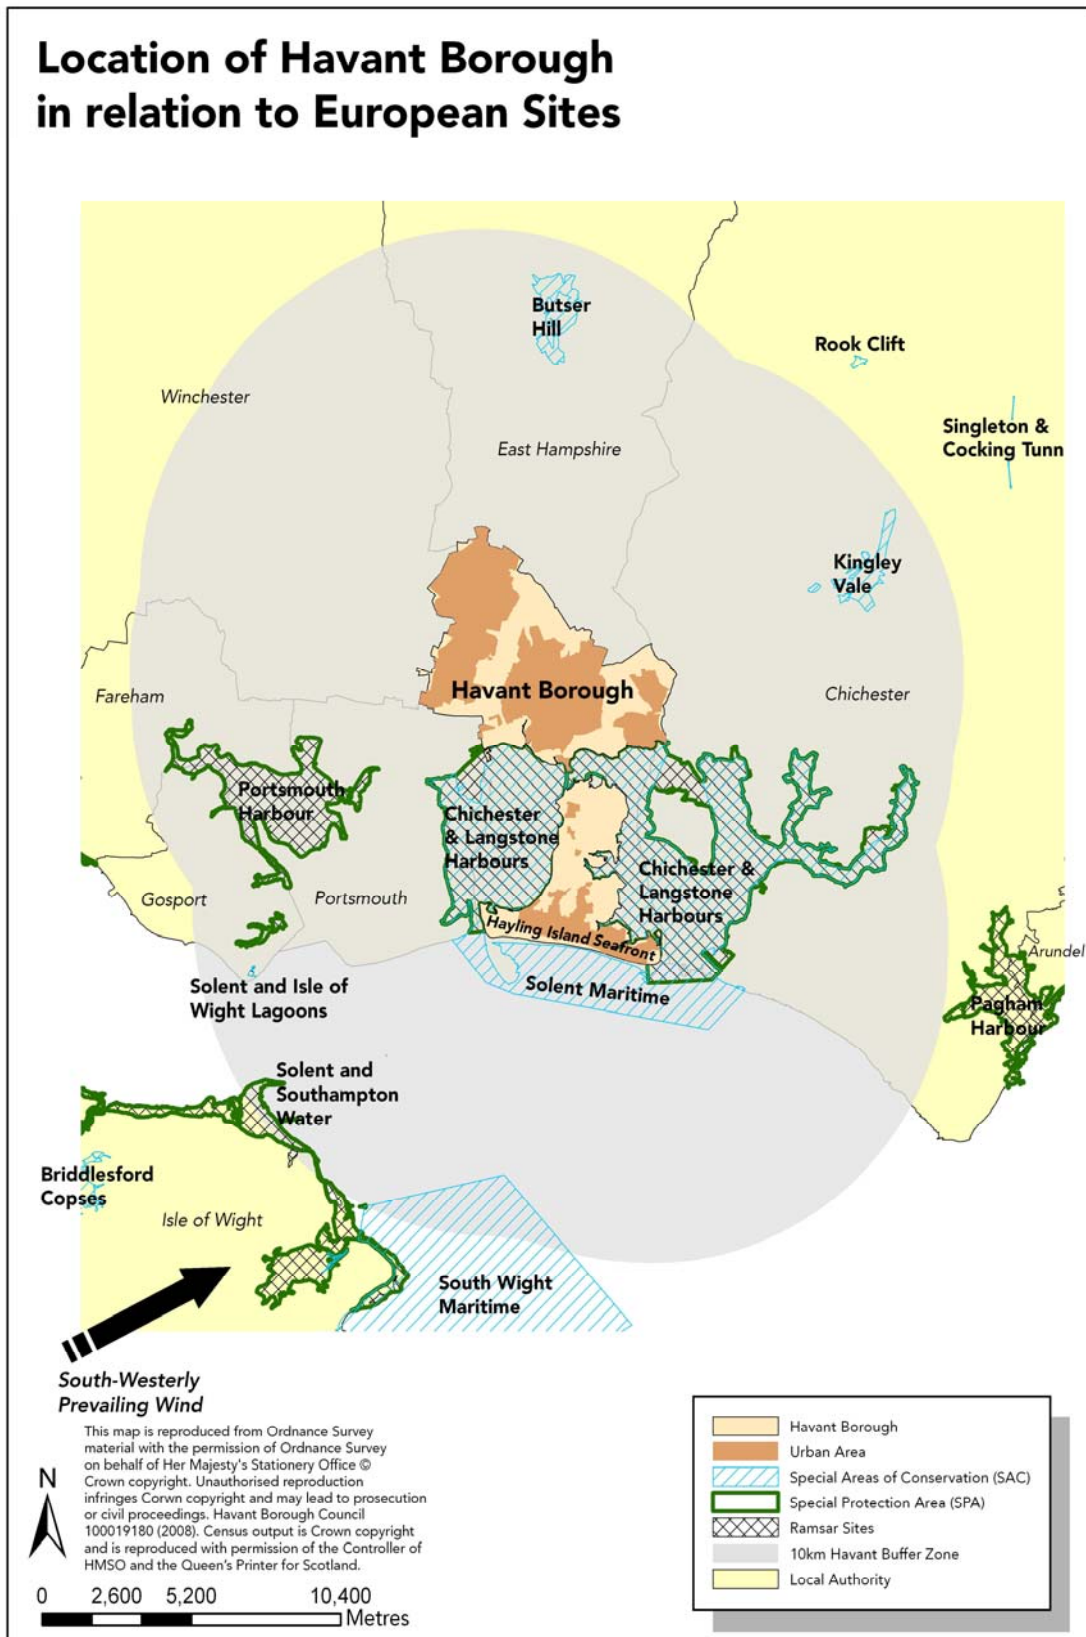 Location of Havant Borough
in relation to European Sites
Butser
Hill
Rook Clift
Winchester
Singleton &
Cocking Tunn
East Hampshire
Kingley
Vale
Havant Borough
Fareham
Chichester
Portsmouth
Harbour
Chichester
& Langstone
Harbours
Chichester &
Langstone
Harbours
Gosport
Portsmouth
Hayling Island Seafront
Arundel
Solent and Isle of
Wight Lagoons
Solent Maritime
Pagham
Harbour
Solent and
Southampton
Water
Briddlesford
Copses
Isle of Wight
South Wight
Maritime
South-Westerly
Prevailing Wind
This map is reproduced from Ordnance Survey
material with the permission of Ordnance Survey
on behalf of Her Majesty's Stationery Office ©
Crown copyright. Unauthorised reproduction
infringes Corwn copyright and may lead to prosecution
or civil proceedings. Havant Borough Council
100019180 (2008). Census output is Crown copyright
and is reproduced with permission of the Controller of
HMSO and the Queen's Printer for Scotland.
N
0 2,600 5,200 10,400
Metres
Havant Borough
Urban Area
Special Areas of Conservation (SAC)
Special Protection Area (SPA)
Ramsar Sites
10km Havant Buffer Zone
Local Authority